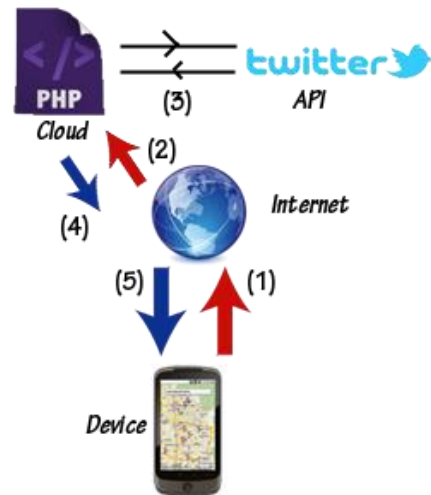 </>
PHP
twitter
(3)
API
Cloud
(2)
Internet
(4)
(5)
(1)
Device